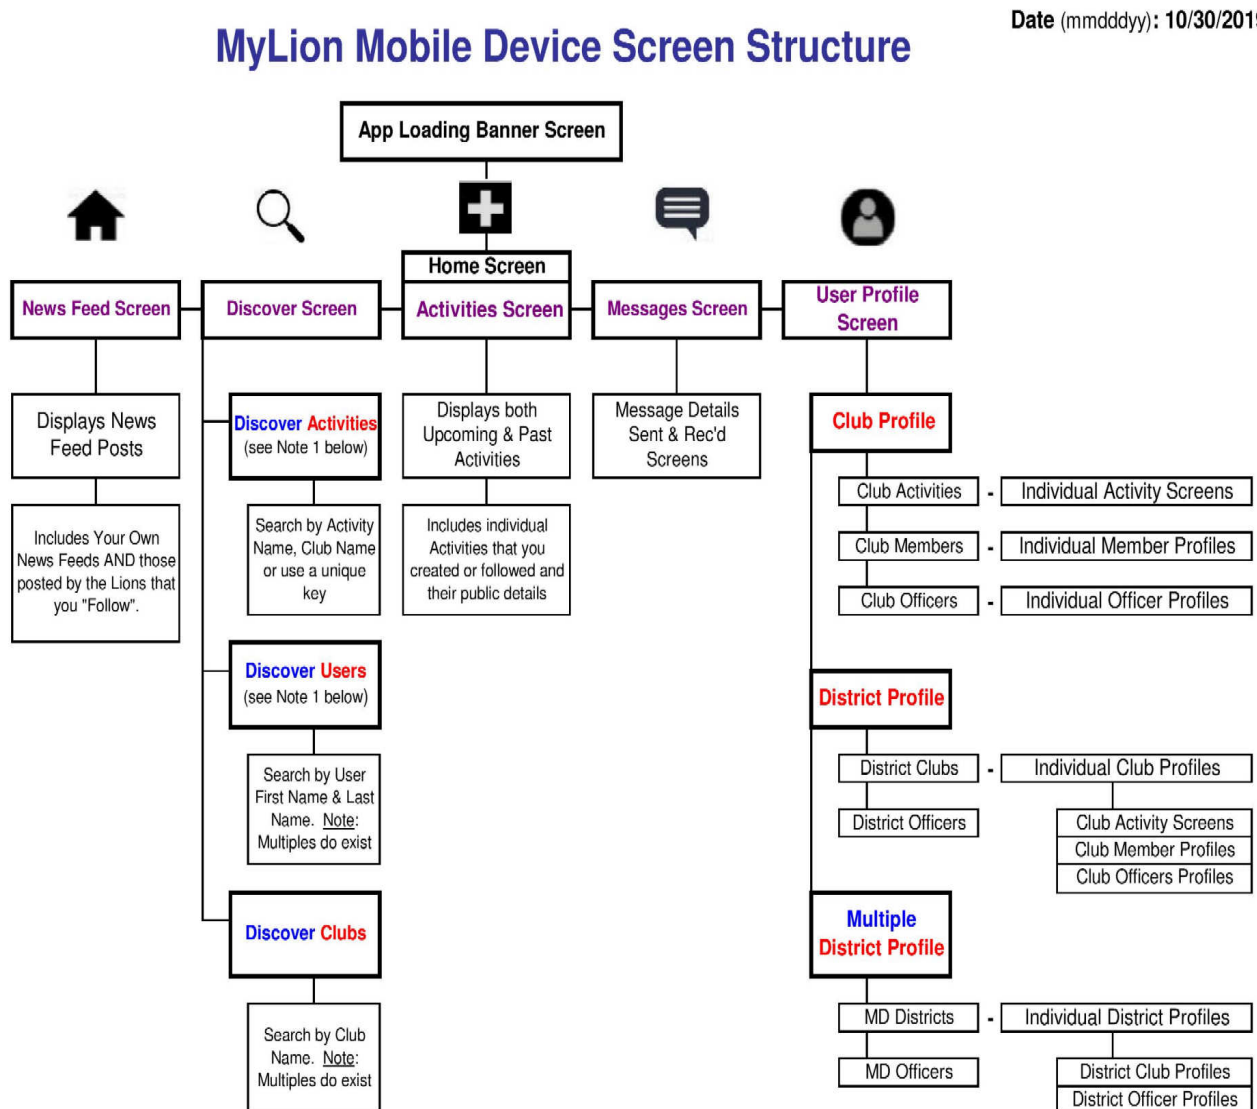 Date (mmdddyy): 10/30/201
MyLion Mobile Device Screen Structure
App Loading Banner Screen
Home Screen
News Feed Screen
Discover Screen
Activities Screen
Messages Screen
User Profile
Screen
Displays News
Feed Posts
Includes Your Own
News Feeds AND those
posted by the Lions that
you "Follow".
Discover Activities
(see Note 1 below)
Search by Activity
Name, Club Name
or use a unique
key
Discover Users
(see Note 1 below)
Search by User
First Name & Last
Name. Note:
Multiples do exist
Discover Clubs
Search by Club
Name. Note:
Multiples do exist
Displays both
Upcoming & Past
Activities
Includes individual
Activities that you
created or followed and
their public details
Message Details
Sent & Rec'd
Screens
Club Profile
Club Activities - Individual Activity Screens
Club Members - Individual Member Profiles
Club Officers - Individual Officer Profiles
District Profile
District Clubs - Individual Club Profiles
District Officers
Club Activity Screens
Club Member Profiles
Club Officers Profiles
Multiple
District Profile
MD Districts - Individual District Profiles
MD Officers
District Club Profiles
District Officer Profiles